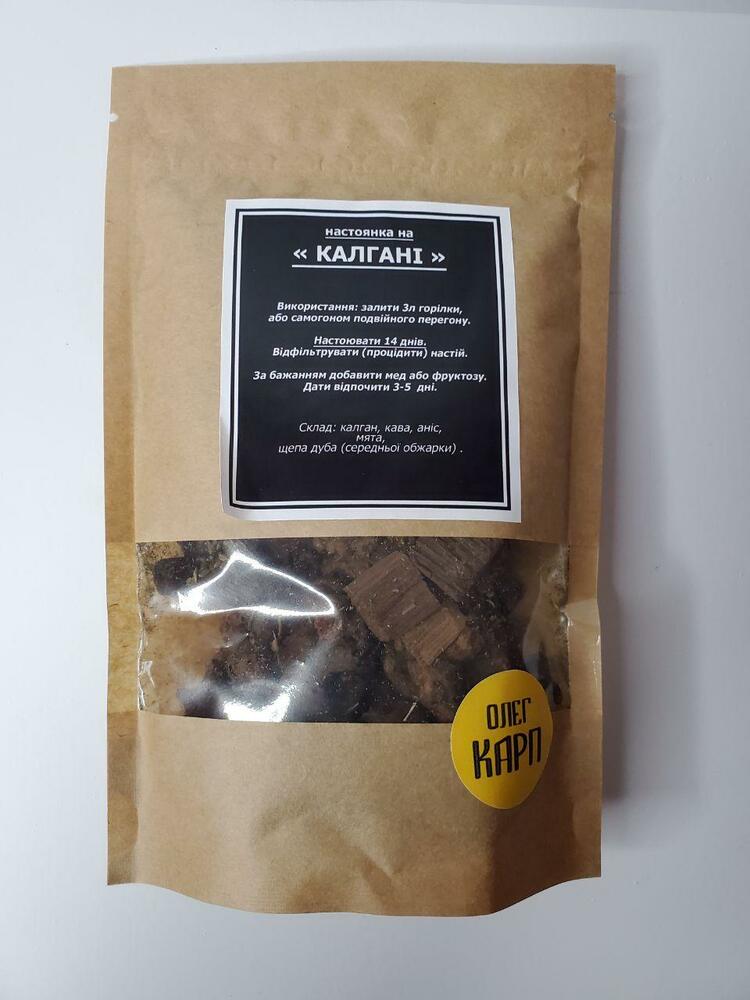 настоянка на
« КАЛГАНІ »
Використання: залити 3л горілки,
або самогоном подвійного перегону.
Настоювати 14 днів.
Відфільтрувати (процідити) настій.
За бажанням добавити мед або фруктозу.
Дати відпочити 3-5 дні.
Склад: калган, кава, аніс,
мята,
щепа дуба (середньої обжарки) .
ОЛЕГ
КАРП